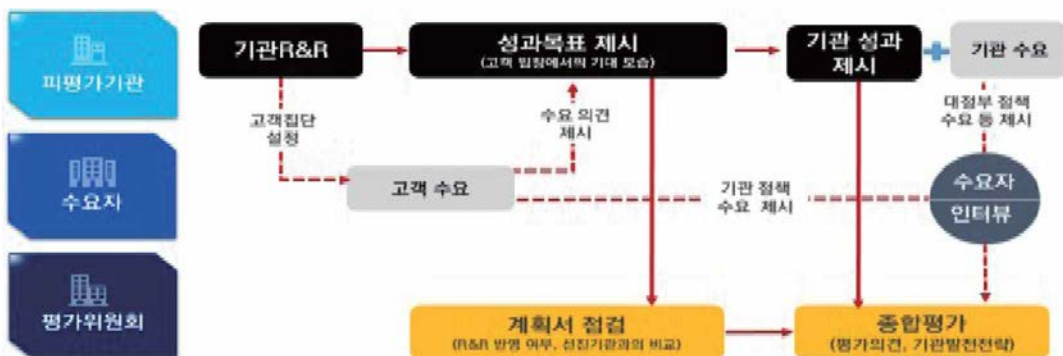 피평가기관
기관R&R
성과목표 제시
(고객 입장에서의 기대 모습)
기관 성과
제시
기관 수요
고객집단
설정
수요 의견
제시
대정부 정책
수요 등 제시
수요자
고객 수요
기관 정책
수요 제시
수요자
인터뷰
평가위원회
계획서 점검
(R&R 반영 여부, 선진기관과의 비교)
종합평가
(평가의견, 기관발전전략)